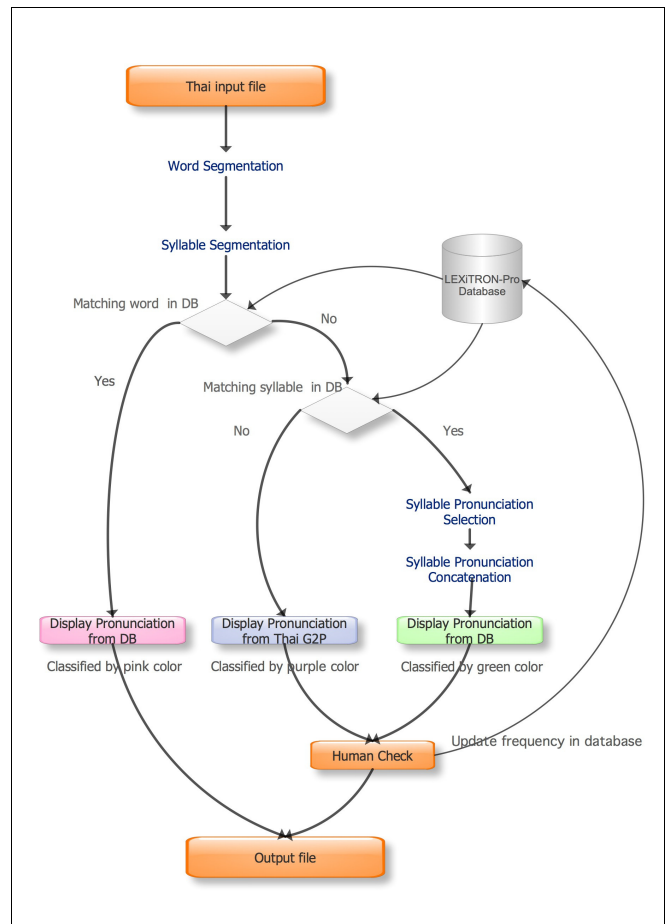 Thai input file
Word Segmentation
Syllable Segmentation
LEXiTRON-Pro
Database
Matching word in DB
No
Yes
Matching syllable in DB
No
Yes
Syllable Pronunciation
Selection
Syllable Pronunciation
Concatenation
Display Pronunciation
from DB
Display Pronunciation
from Thai G2P
Display Pronunciation
from DB
Classified by pink color
Classified by purple color
Classified by green color
Update frequency in database
Human Check
Output file